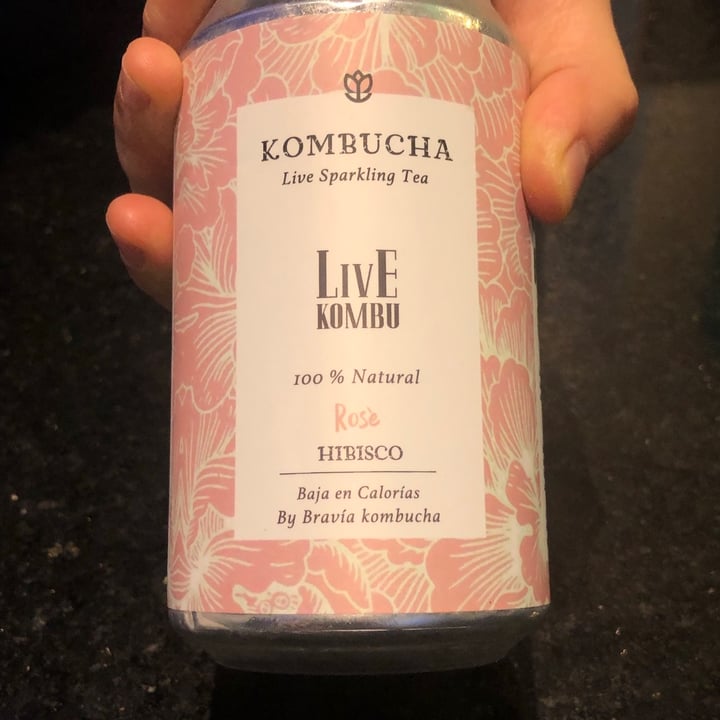 KOMBUCHA
Live Sparkling Tea
LIVE
KOMBU
100 % Natural
Rosè
HIBISCO
Baja en Calorías
By Bravía kombucha